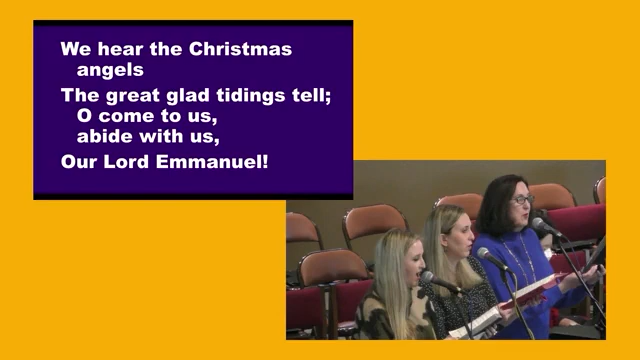 We hear the Christmas
angels
The great glad tidings tell;
O come to us,
abide with us,
Our Lord Emmanuel!